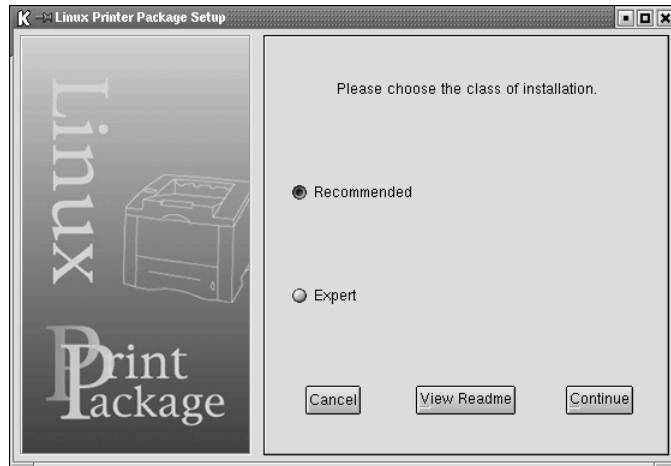 Linux Printer Package Setup
Linux
Print
Package
Please choose the class of installation.
Recommended
Expert
Cancel
View Readme
Continue